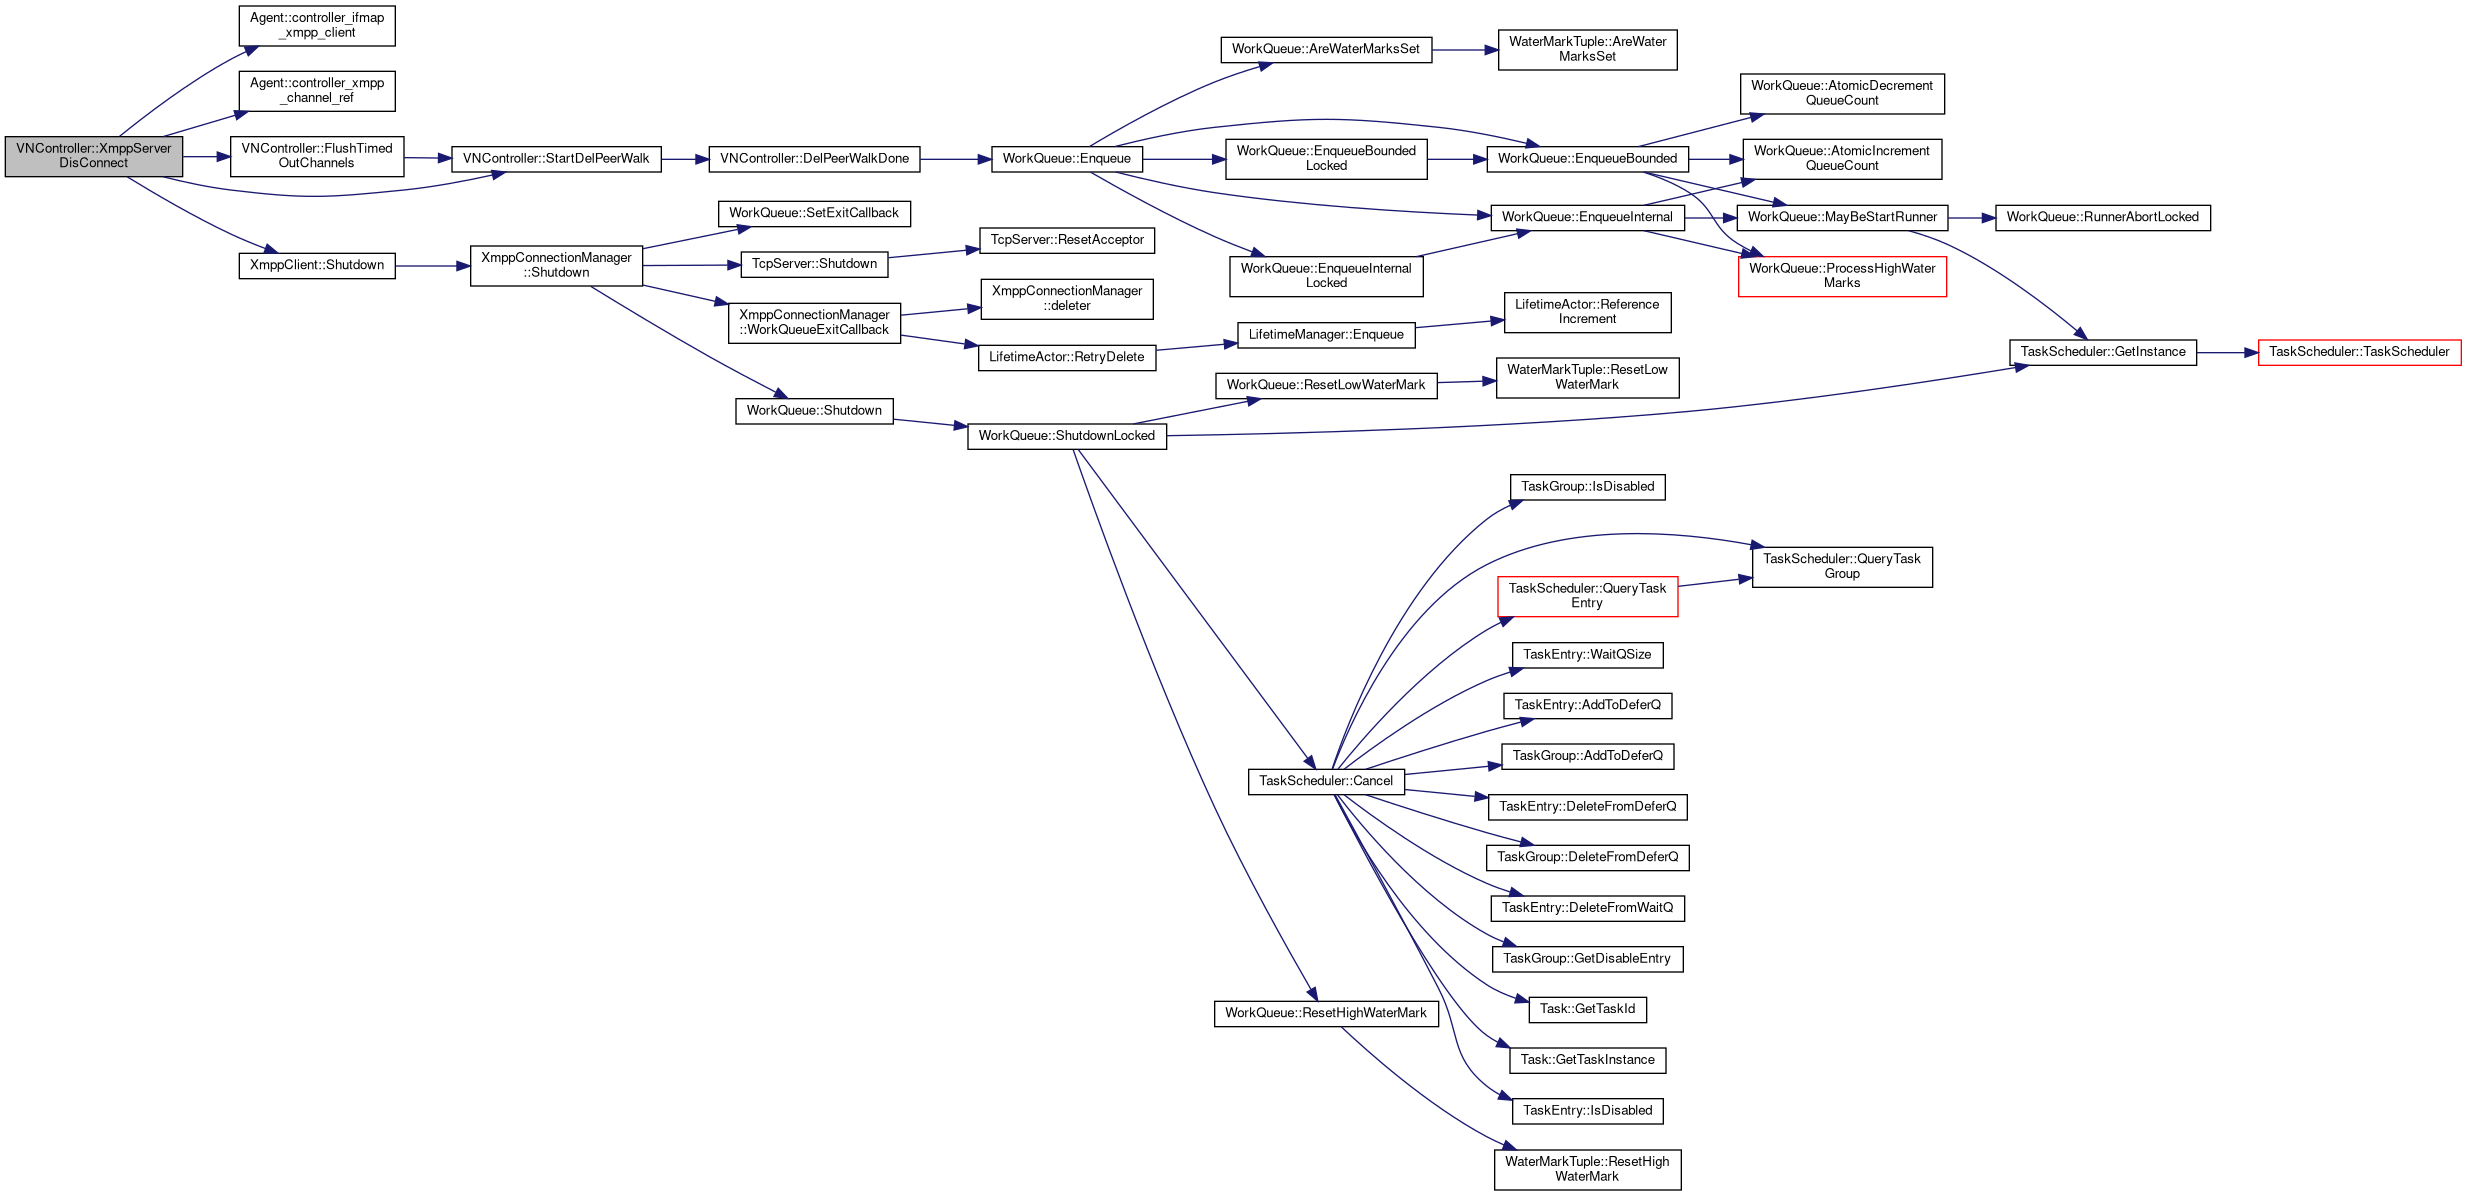 VNController::XmppServer
DisConnect
Agent::controller_ifmap
_xmpp_client
Agent::controller_xmpp
_channel_ref
VNController::FlushTimed
OutChannels
XmppClient::Shutdown
VNController::StartDelPeerWalk
XmppConnectionManager
::Shutdown
VNController::DelPeerWalkDone
WorkQueue::SetExitCallback
TcpServer::Shutdown
XmppConnectionManager
::WorkQueueExitCallback
WorkQueue::Shutdown
WorkQueue::Enqueue
TcpServer::ResetAcceptor
XmppConnectionManager
::deleter
LifetimeActor::RetryDelete
WorkQueue::ShutdownLocked
WorkQueue::AreWaterMarksSet
WorkQueue::EnqueueBounded
Locked
WorkQueue::EnqueueInternal
Locked
LifetimeManager::Enqueue
WorkQueue::ResetLowWaterMark
TaskScheduler::Cancel
WorkQueue::ResetHighWaterMark
WaterMarkTuple::AreWater
MarksSet
WorkQueue::EnqueueBounded
WorkQueue::EnqueueInternal
LifetimeActor::Reference
Increment
WaterMarkTuple::ResetLow
WaterMark
TaskGroup::IsDisabled
TaskScheduler::QueryTask
Entry
TaskEntry::WaitQSize
TaskEntry::AddToDeferQ
TaskGroup::AddToDeferQ
TaskEntry::DeleteFromDeferQ
TaskGroup::DeleteFromDeferQ
TaskEntry::DeleteFromWaitQ
TaskGroup::GetDisableEntry
Task::GetTaskId
Task::GetTaskInstance
TaskEntry::IsDisabled
WaterMarkTuple::ResetHigh
WaterMark
WorkQueue::AtomicDecrement
QueueCount
WorkQueue::AtomicIncrement
QueueCount
WorkQueue::MayBeStartRunner
WorkQueue::ProcessHighWater
Marks
TaskScheduler::QueryTask
Group
WorkQueue::RunnerAbortLocked
TaskScheduler::GetInstance
TaskScheduler::TaskScheduler